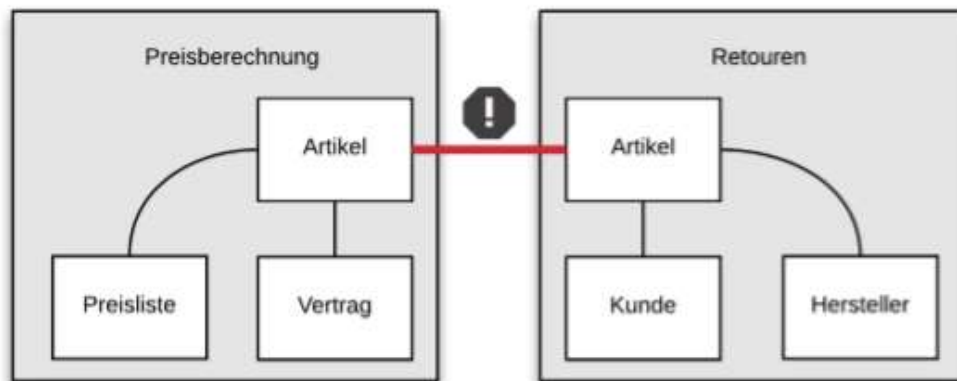 Preisberechnung
Retouren
!
Artikel
Artikel
Preisliste
Vertrag
Kunde
Hersteller